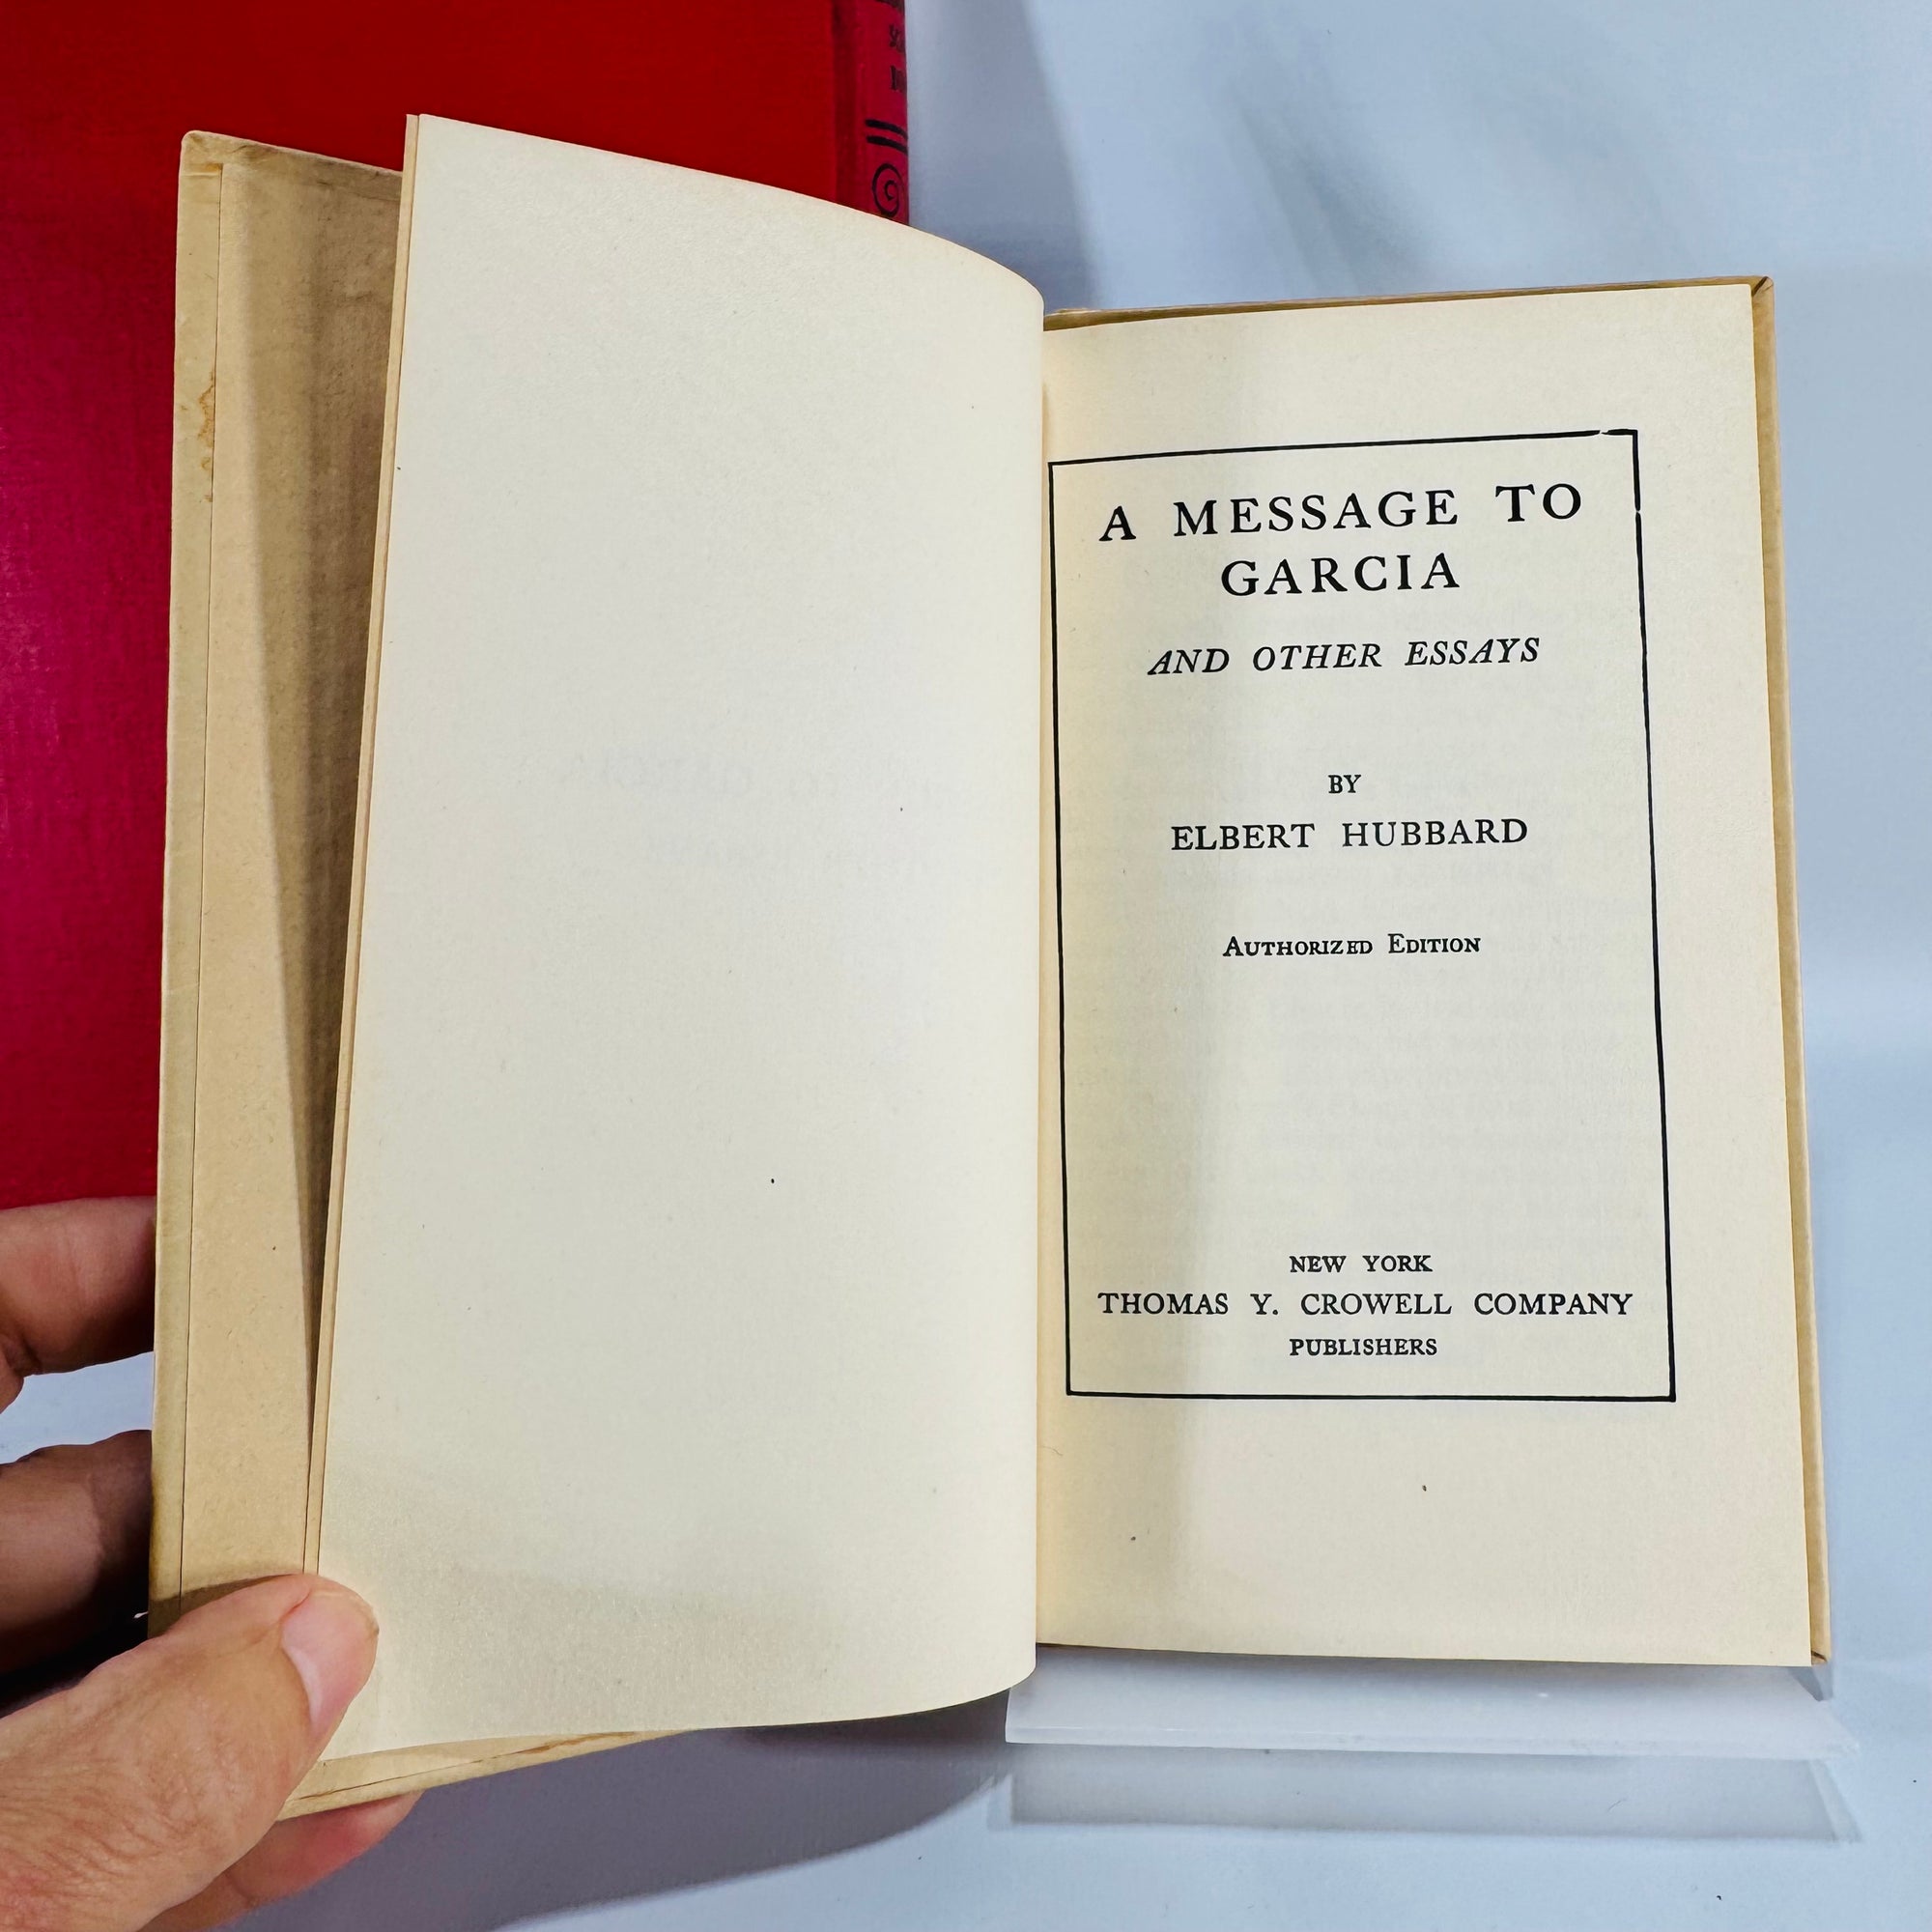 A MESSAGE TO
GARCIA
AND OTHER ESSAYS
BY
ELBERT HUBBARD
AUTHORIZED EDITION
NEW YORK
THOMAS Y. CROWELL COMPANY
PUBLISHERS